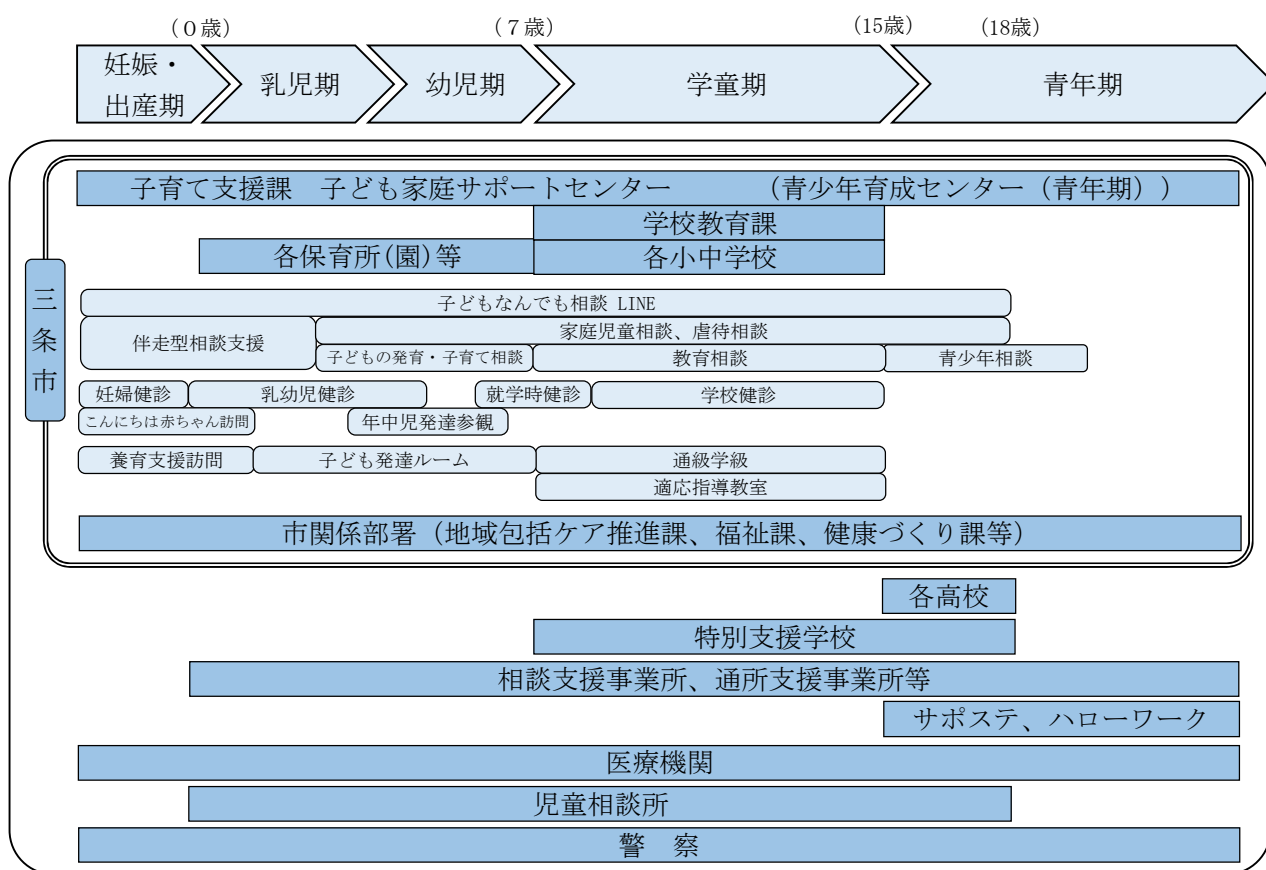 (０歳)
(７歳)
(15歳)
(18歳)
妊娠・
出産期
乳児期
幼児期
学童期
青年期
三条市
子育て支援課　子ども家庭サポートセンター　　　（青少年育成センター（青年期））
学校教育課
各保育所(園)等
各小中学校
子どもなんでも相談 LINE
伴走型相談支援
家庭児童相談、虐待相談
子どもの発育・子育て相談
教育相談
青少年相談
妊婦健診
乳幼児健診
就学時健診
学校健診
こんにちは赤ちゃん訪問
年中児発達参観
養育支援訪問
子ども発達ルーム
通級学級
適応指導教室
市関係部署（地域包括ケア推進課、福祉課、健康づくり課等）
各高校
特別支援学校
相談支援事業所、通所支援事業所等
サポステ、ハローワーク
医療機関
児童相談所
警　察